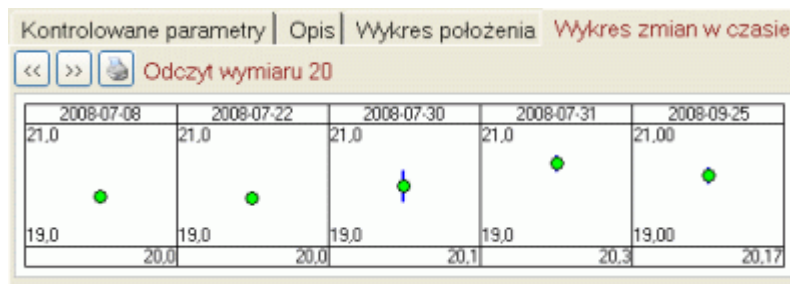 Kontrolowane parametry Opis Wykres położenia Wykres zmian w czasie
<< >> Odczyt wymiaru 20
2008-07-08 2008-07-22 2008-07-30 2008-07-31 2008-09-25
21,0 21,0 21,0 21,0 21,00
19,0 19,0 19,0 19,0 19,00
20,0 20,0 20,1 20,3 20,17